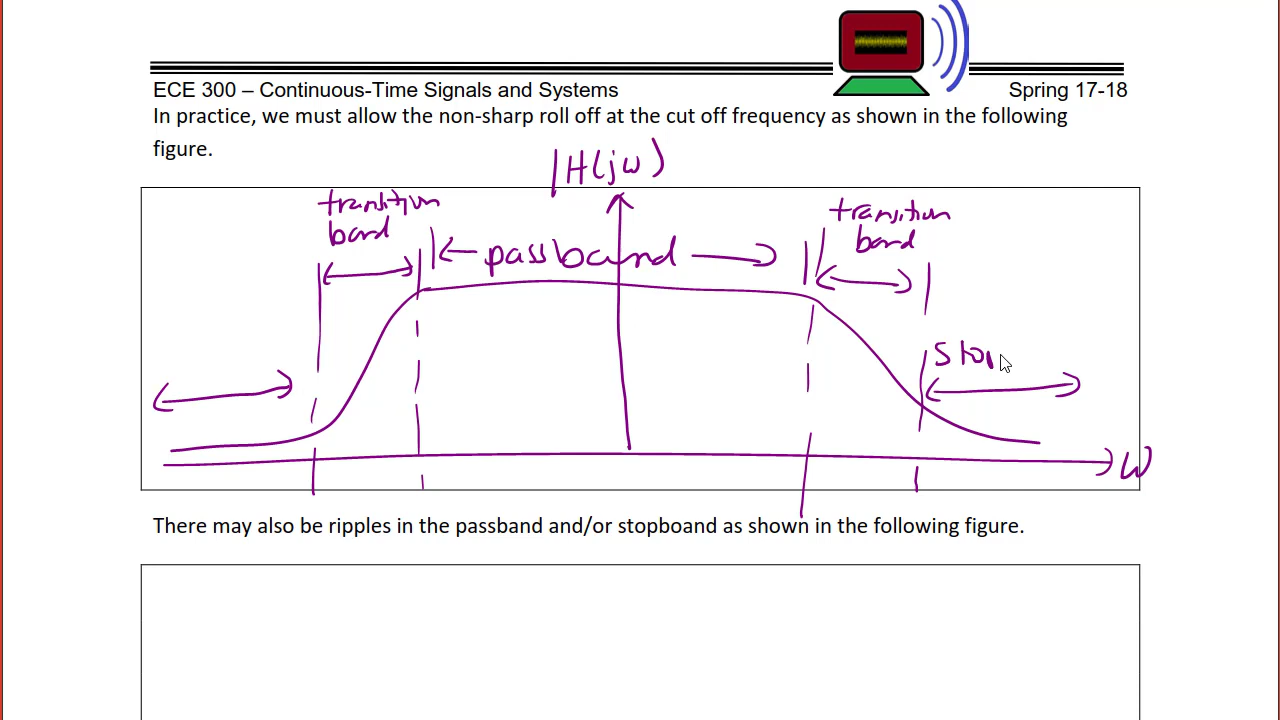 ECE 300 – Continuous-Time Signals and Systems Spring 17-18
In practice, we must allow the non-sharp roll off at the cut off frequency as shown in the following
figure.
|H(jω)
transition
band
passband
transition
band
stop
ω
There may also be ripples in the passband and/or stopboand as shown in the following figure.